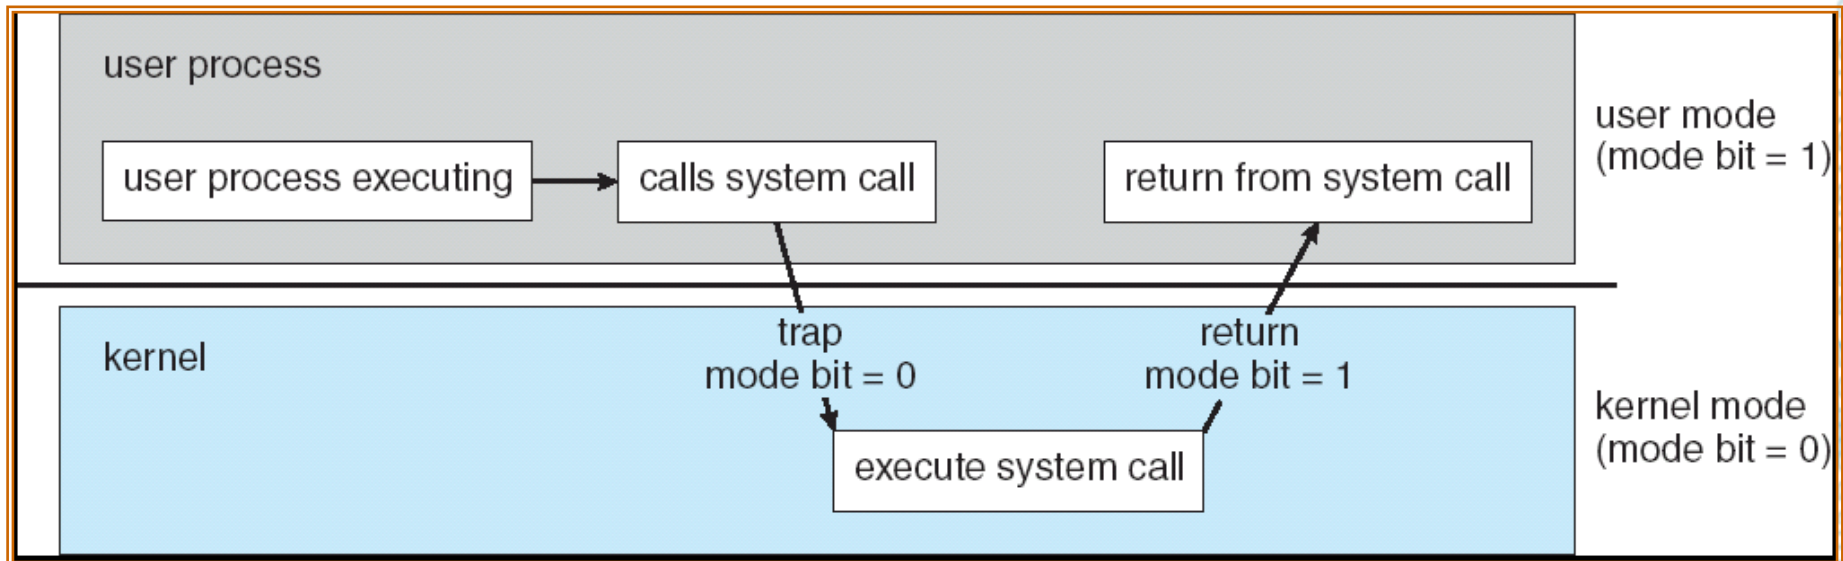 user process
user process executing
calls system call
return from system call
user mode
(mode bit = 1)
kernel
trap
mode bit = 0
return
mode bit = 1
execute system call
kernel mode
(mode bit = 0)